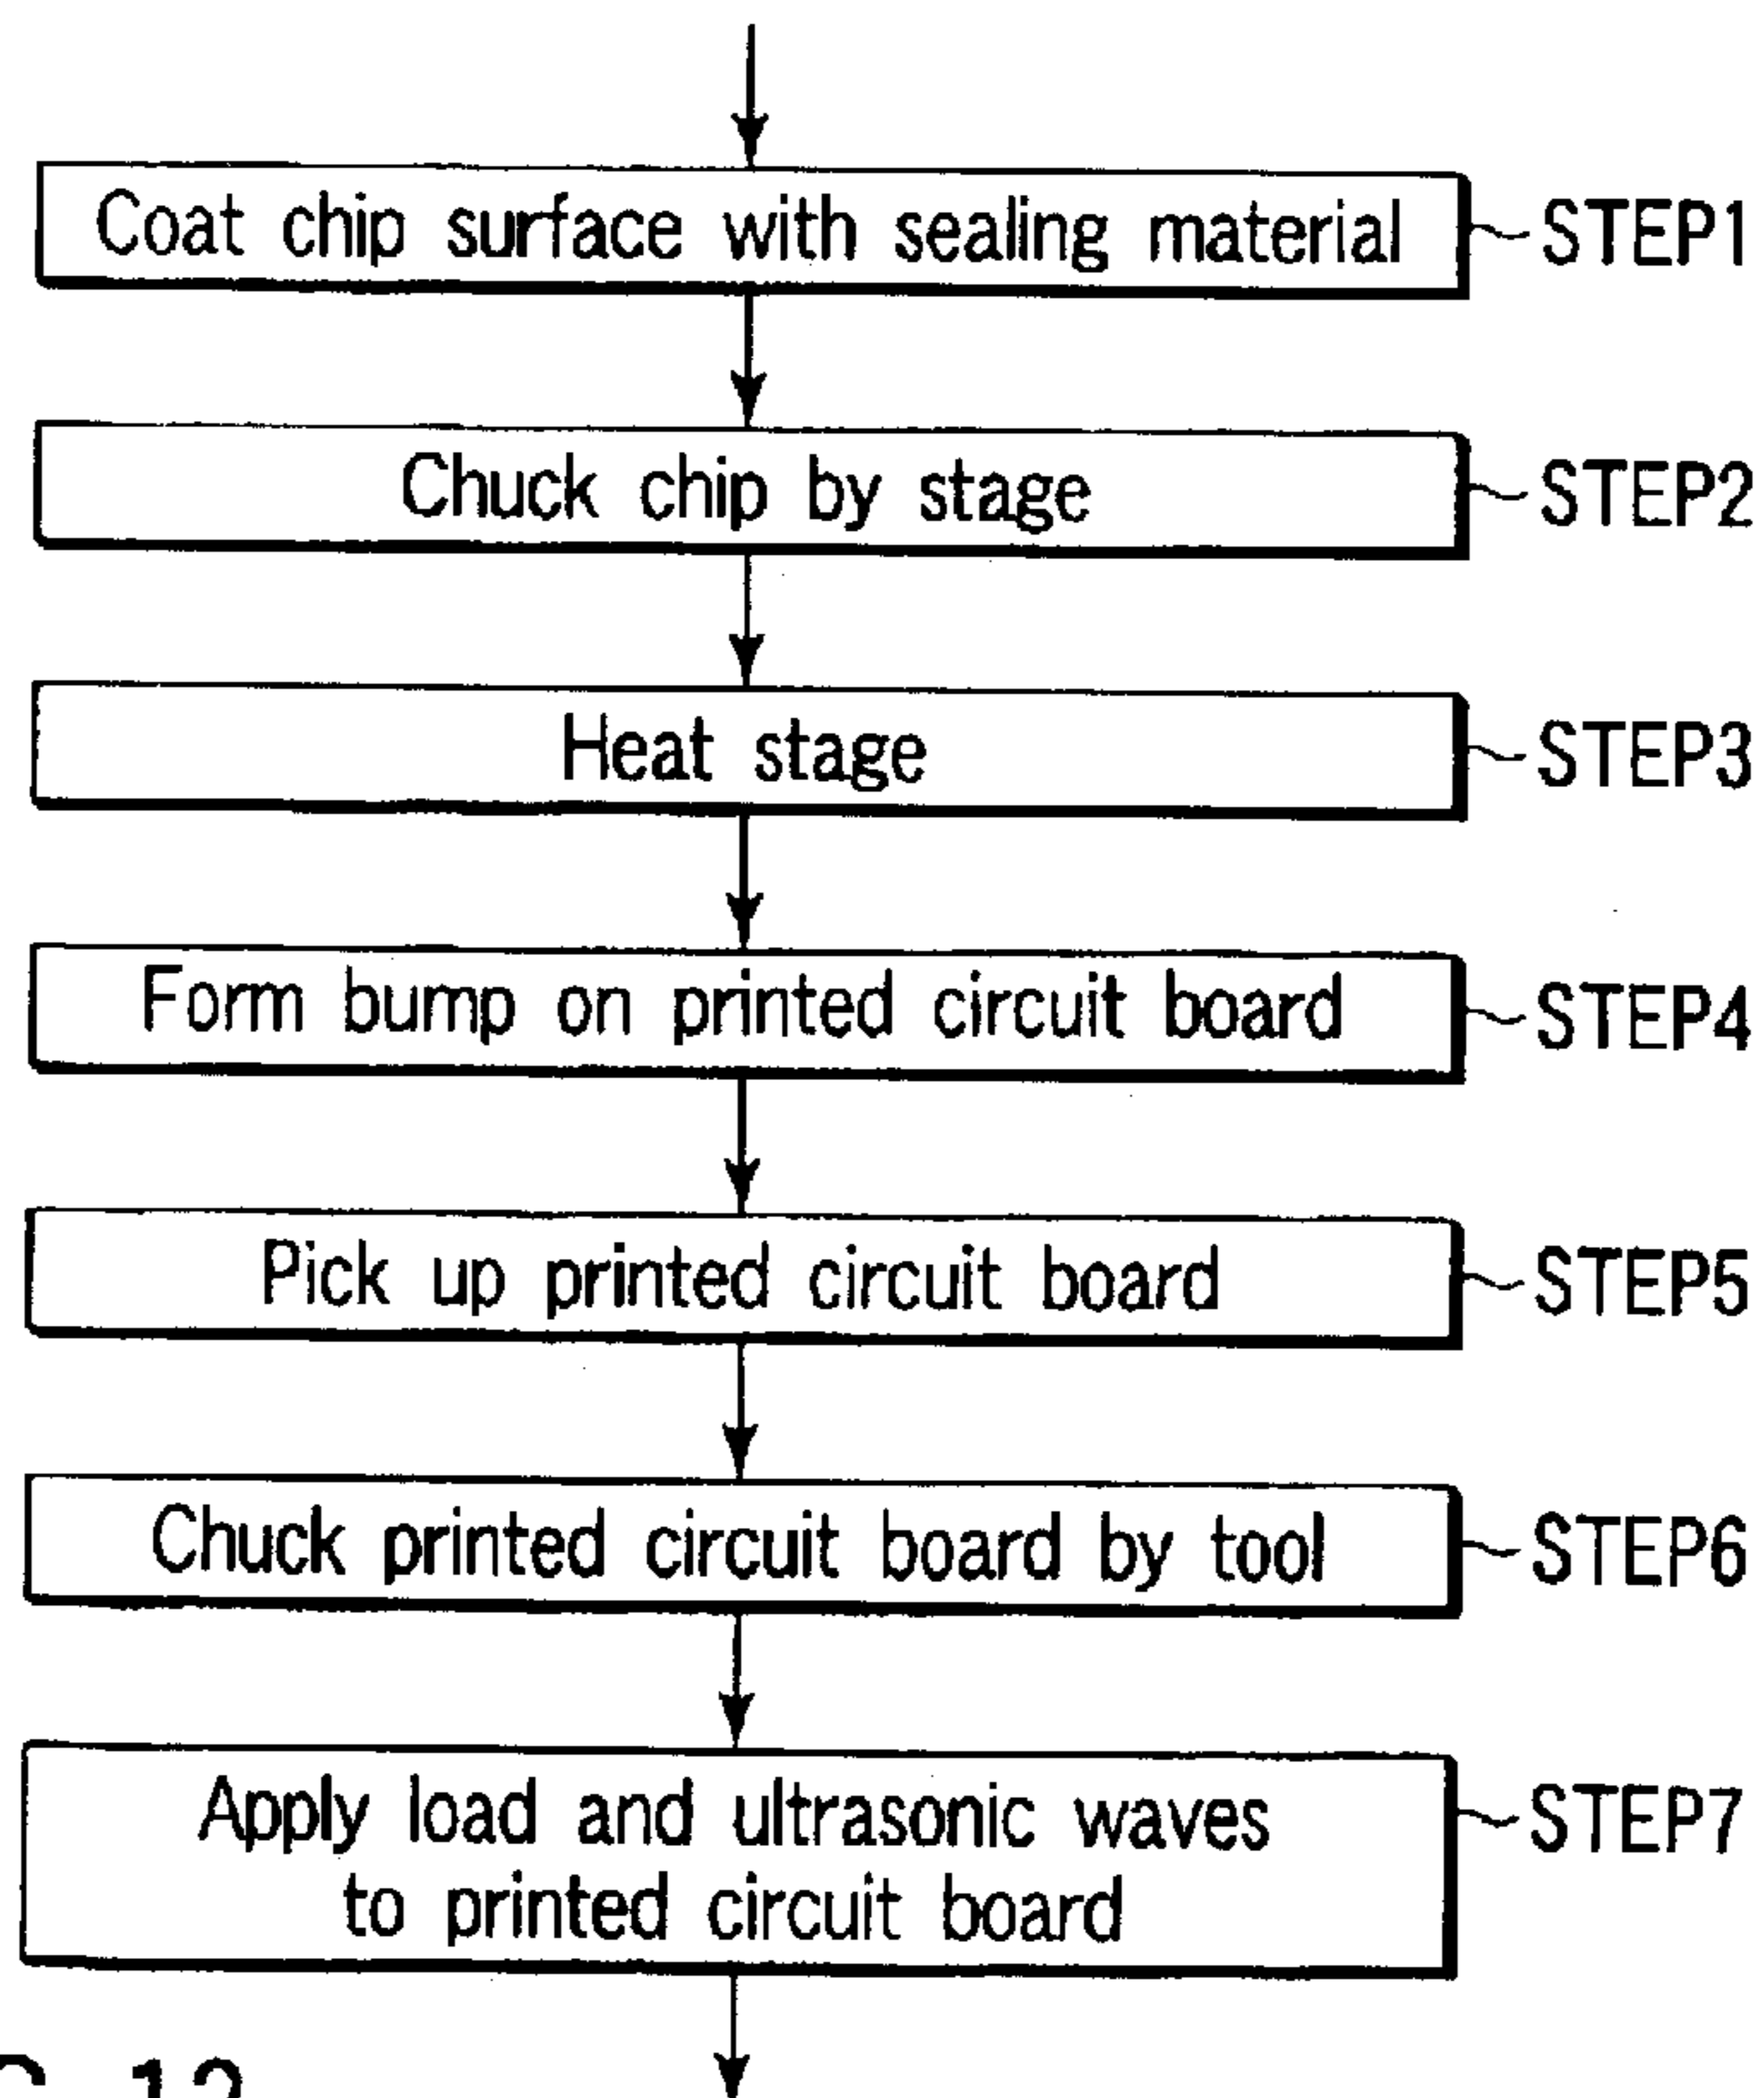 Coat chip surface with sealing material STEP1
Chuck chip by stage STEP2
Heat stage STEP3
Form bump on printed circuit board STEP4
Pick up printed circuit board STEP5
Chuck printed circuit board by tool STEP6
Apply load and ultrasonic waves STEP7
to printed circuit board